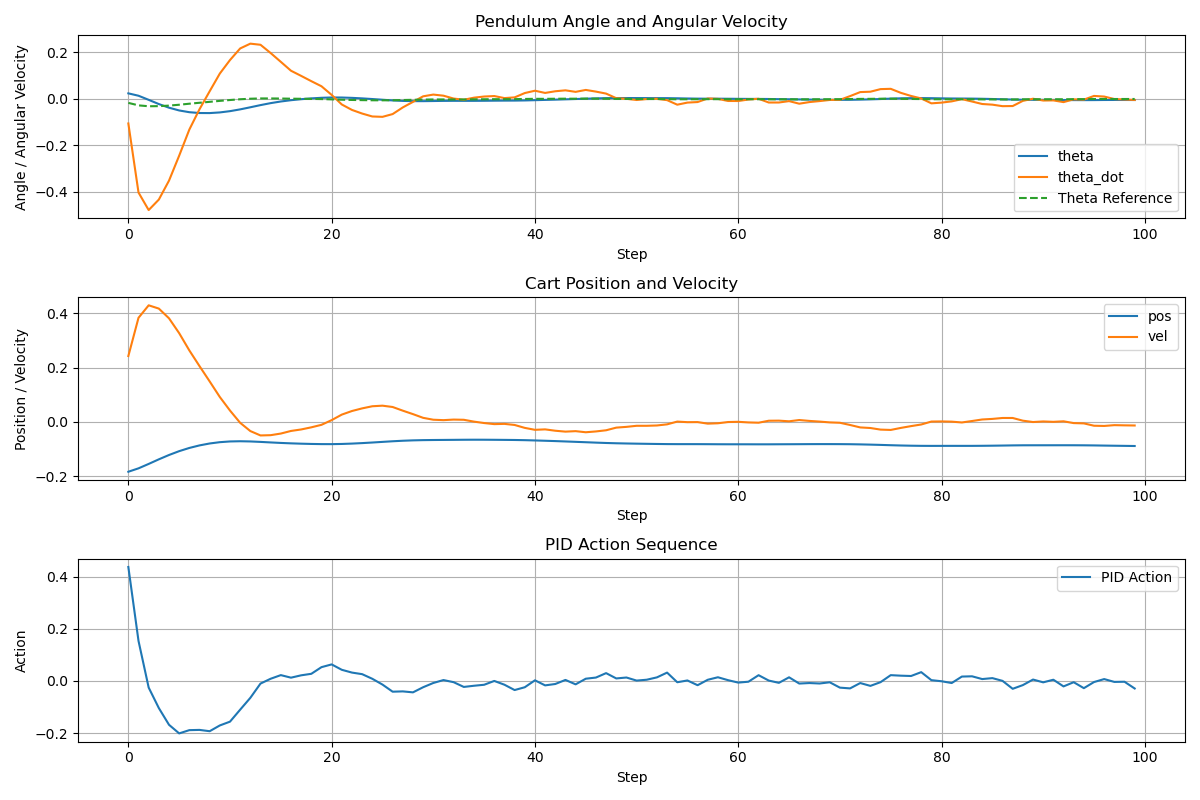 Pendulum Angle and Angular Velocity
Angle / Angular Velocity
0.2
0.0
−0.2
−0.4
theta
theta_dot
Theta Reference
0 20 40 60 80 100
Step
Cart Position and Velocity
Position / Velocity
0.4
0.2
0.0
−0.2
pos
vel
0 20 40 60 80 100
Step
PID Action Sequence
Action
0.4
0.2
0.0
−0.2
PID Action
0 20 40 60 80 100
Step